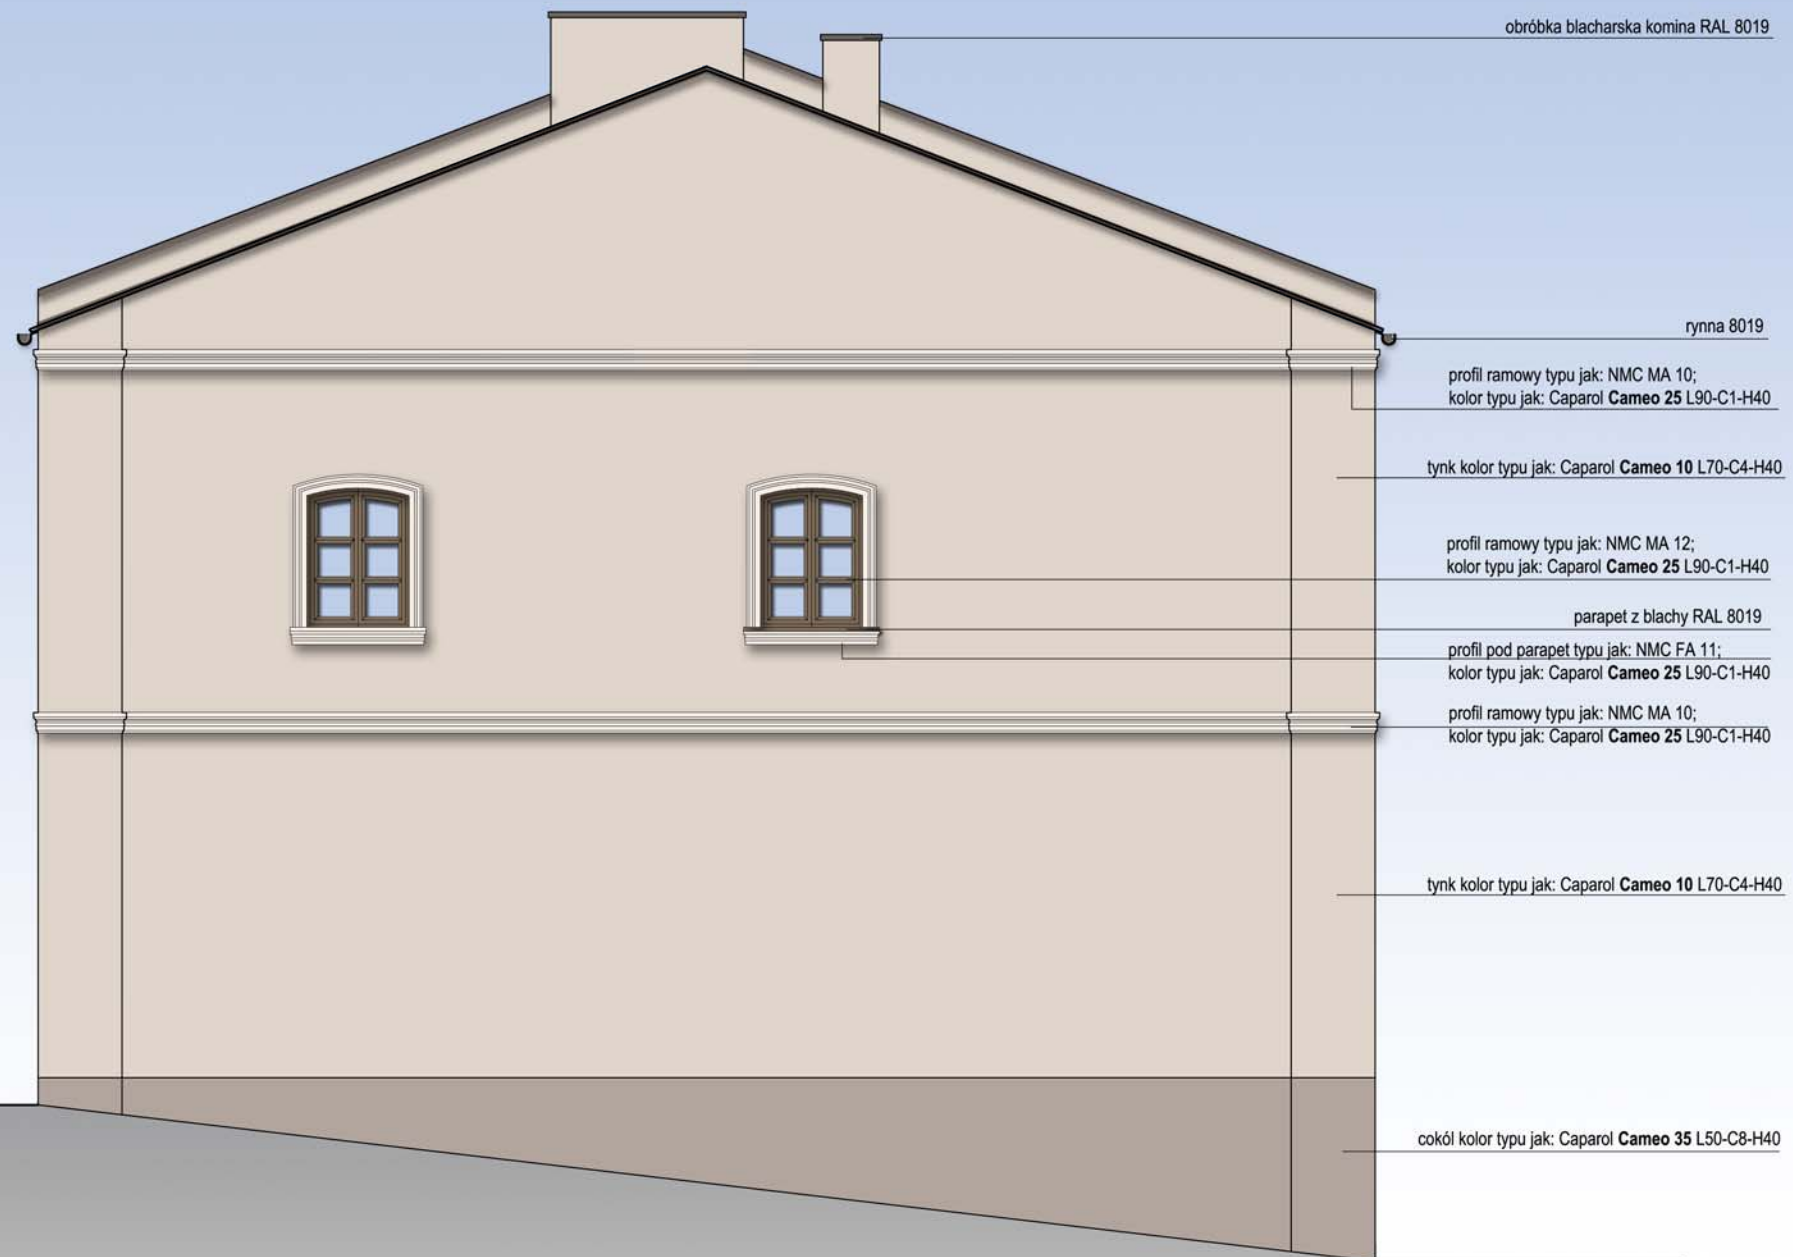 obróbka blacharska komina RAL 8019
rynna 8019
profil ramowy typu jak: NMC MA 10;
kolor typu jak: Caparol Cameo 25 L90-C1-H40
tynk kolor typu jak: Caparol Cameo 10 L70-C4-H40
profil ramowy typu jak: NMC MA 12;
kolor typu jak: Caparol Cameo 25 L90-C1-H40
parapet z blachy RAL 8019
profil pod parapet typu jak: NMC FA 11;
kolor typu jak: Caparol Cameo 25 L90-C1-H40
profil ramowy typu jak: NMC MA 10;
kolor typu jak: Caparol Cameo 25 L90-C1-H40
tynk kolor typu jak: Caparol Cameo 10 L70-C4-H40
cokół kolor typu jak: Caparol Cameo 35 L50-C8-H40